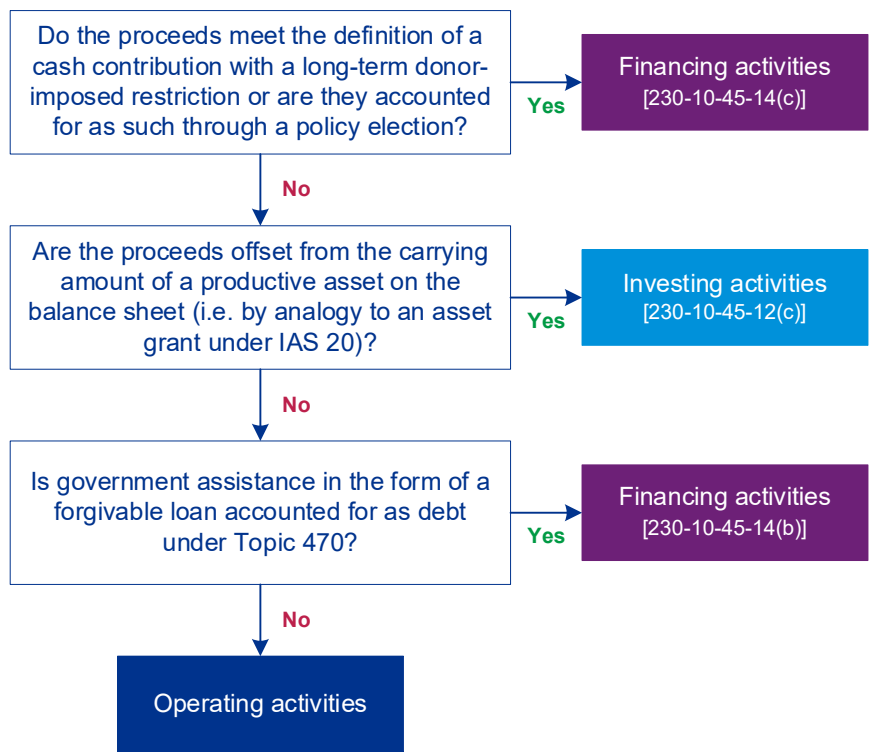 Do the proceeds meet the definition of a
cash contribution with a long-term donor-
imposed restriction or are they accounted
for as such through a policy election?
Yes
Financing activities
[230-10-45-14(c)]
No
Are the proceeds offset from the carrying
amount of a productive asset on the
balance sheet (i.e. by analogy to an asset
grant under IAS 20)?
Yes
Investing activities
[230-10-45-12(c)]
No
Is government assistance in the form of a
forgivable loan accounted for as debt
under Topic 470?
Yes
Financing activities
[230-10-45-14(b)]
No
Operating activities